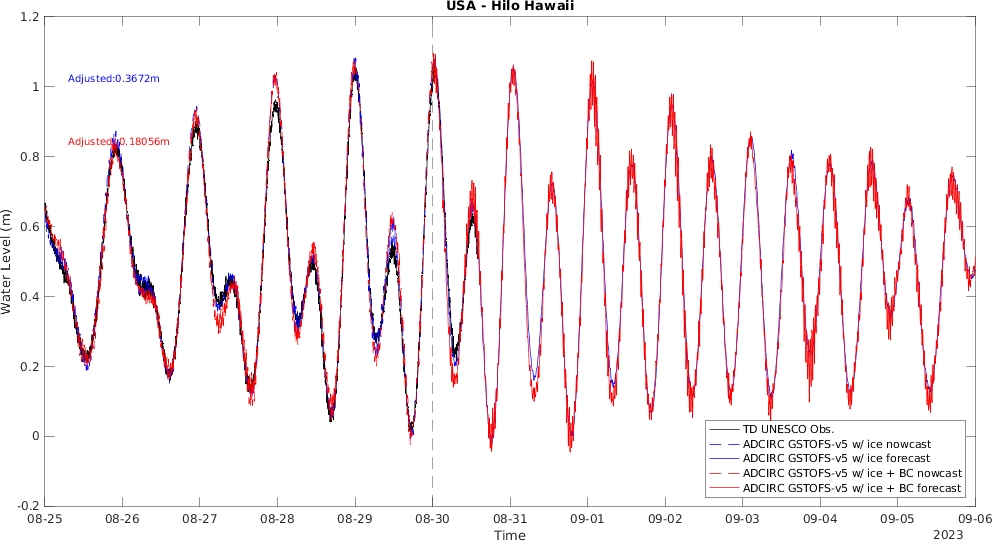 USA - Hilo Hawaii
1.2
1
0.8
0.6
0.4
0.2
0
-0.2
Water Level (m)
Adjusted:0.3672m
Adjusted:0.18056m
08-25 08-26 08-27 08-28 08-29 08-30 08-31 09-01 09-02 09-03 09-04 09-05 09-06
Time
2023
TD UNESCO Obs.
ADCIRC GSTOFS-v5 w/ ice nowcast
ADCIRC GSTOFS-v5 w/ ice forecast
ADCIRC GSTOFS-v5 w/ ice + BC nowcast
ADCIRC GSTOFS-v5 w/ ice + BC forecast